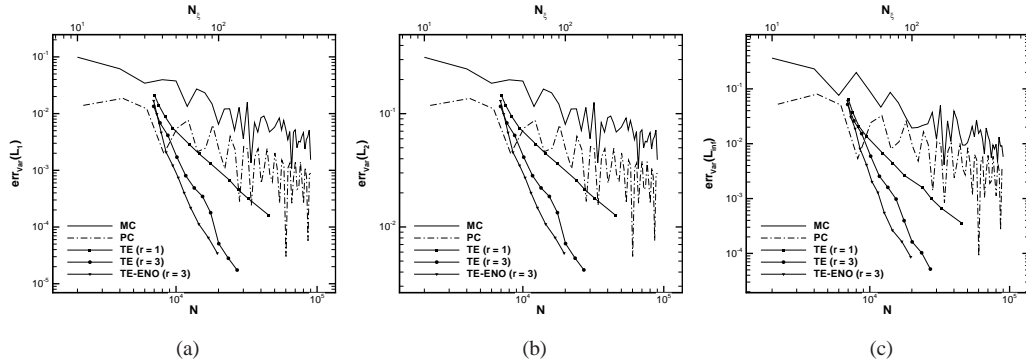 N_ξ
10^1
10^2
10^-1
10^-2
10^-3
10^-4
10^-5
err_var(L_1)
MC
PC
TE (r = 1)
TE (r = 3)
TE-ENO (r = 3)
10^4
10^5
N
(a)
N_ξ
10^1
10^2
10^-1
10^-2
err_var(L_2)
MC
PC
TE (r = 1)
TE (r = 3)
TE-ENO (r = 3)
10^4
10^5
N
(b)
N_ξ
10^1
10^2
10^0
10^-1
10^-2
10^-3
10^-4
err_var(L_inf)
MC
PC
TE (r = 1)
TE (r = 3)
TE-ENO (r = 3)
10^4
10^5
N
(c)